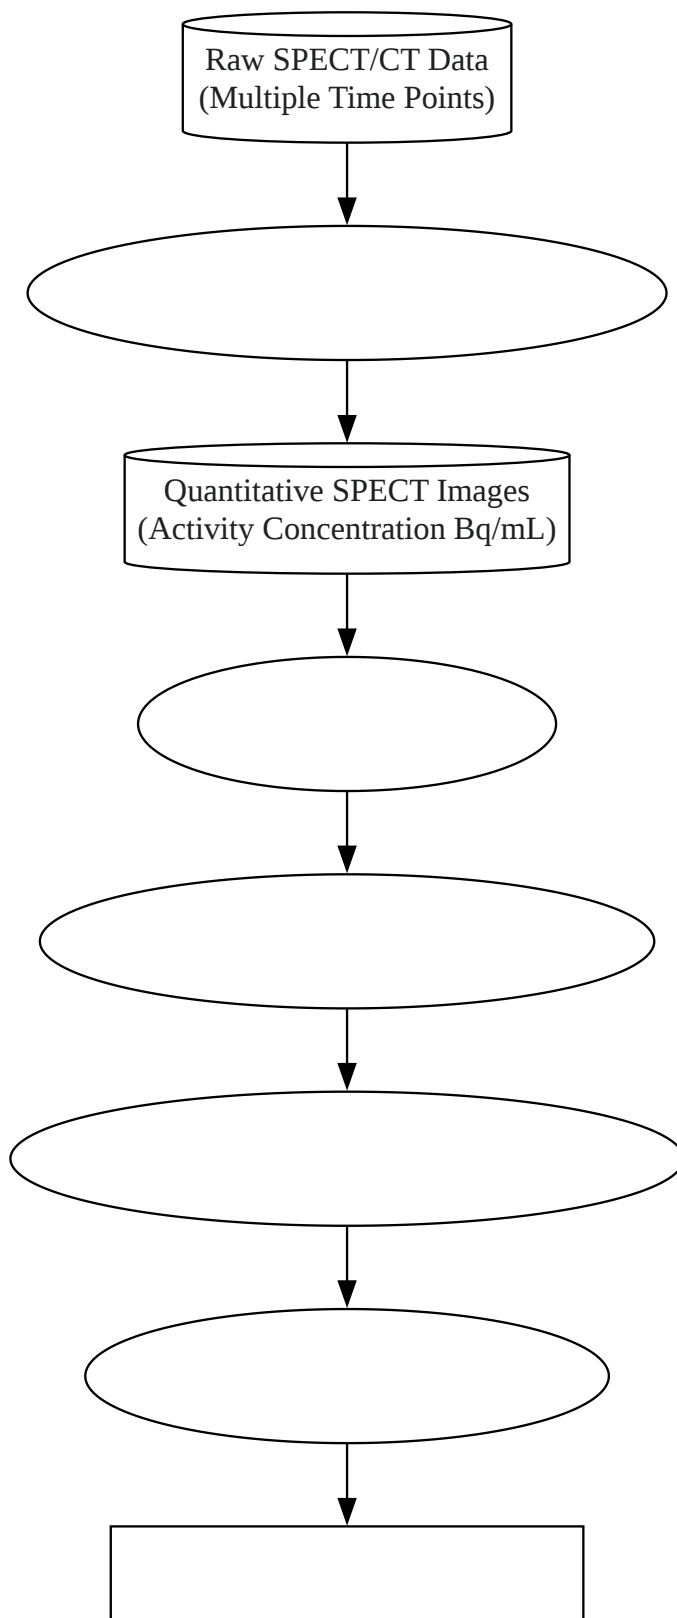 Raw SPECT/CT Data
(Multiple Time Points)
Quantitative SPECT Images
(Activity Concentration Bq/mL)